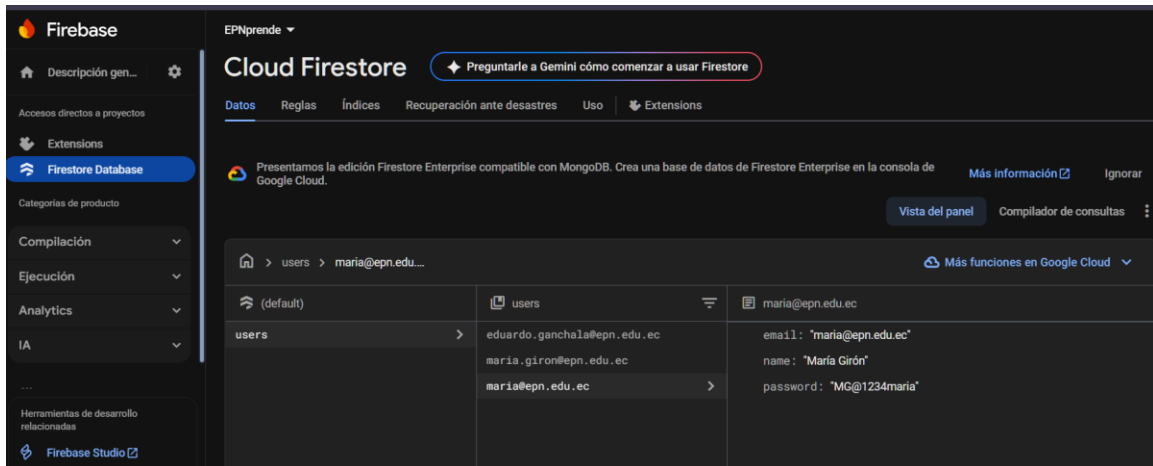 Firebase
Descripción gen...
Accesos directos a proyectos
Extensions
Firestore Database
Categorías de producto
Compilación
Ejecución
Analytics
IA
...
Herramientas de desarrollo
relacionadas
Firebase Studio
EPNprende
Cloud Firestore
Preguntarle a Gemini cómo comenzar a usar Firestore
Datos Reglas Índices Recuperación ante desastres Uso Extensions
Presentamos la edición Firestore Enterprise compatible con MongoDB. Crea una base de datos de Firestore Enterprise en la consola de
Google Cloud.
Más información Ignorar
Vista del panel Compilador de consultas
> users > maria@epn.edu.... Más funciones en Google Cloud
(default) users maria@epn.edu.ec
users
eduardo.ganchala@epn.edu.ec
maria.giron@epn.edu.ec
maria@epn.edu.ec
email: "maria@epn.edu.ec"
name: "María Girón"
password: "MG@1234maria"